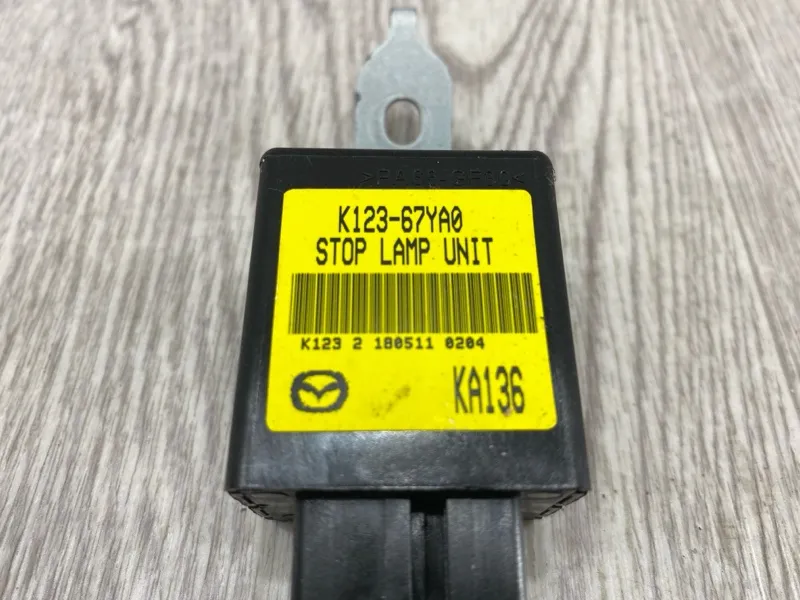 K123-67YA0
STOP LAMP UNIT
K123 2 180511 0204
KA136